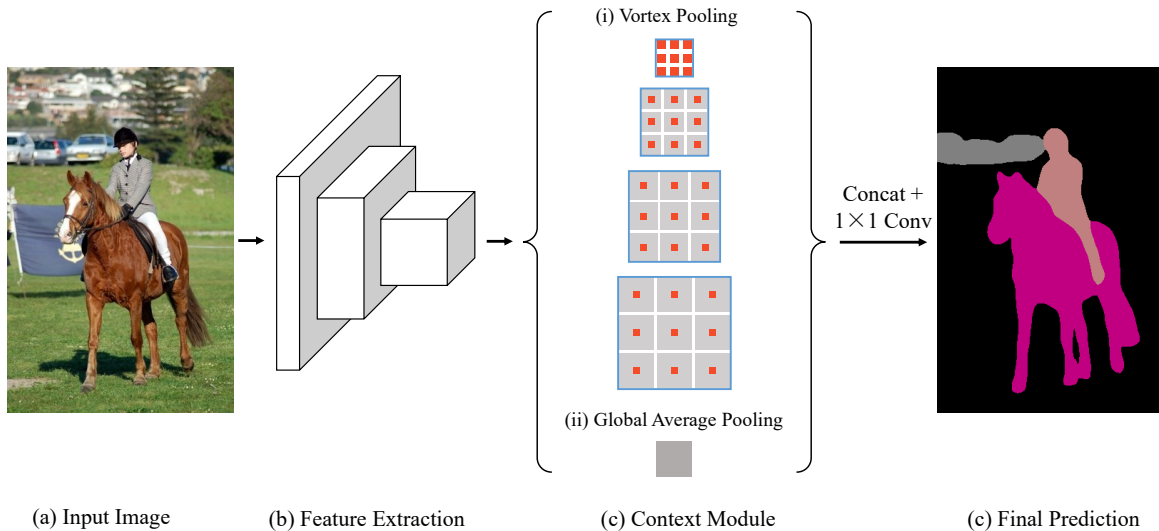 (i) Vortex Pooling
Concat +
1×1 Conv
(ii) Global Average Pooling
(a) Input Image
(b) Feature Extraction
(c) Context Module
(c) Final Prediction